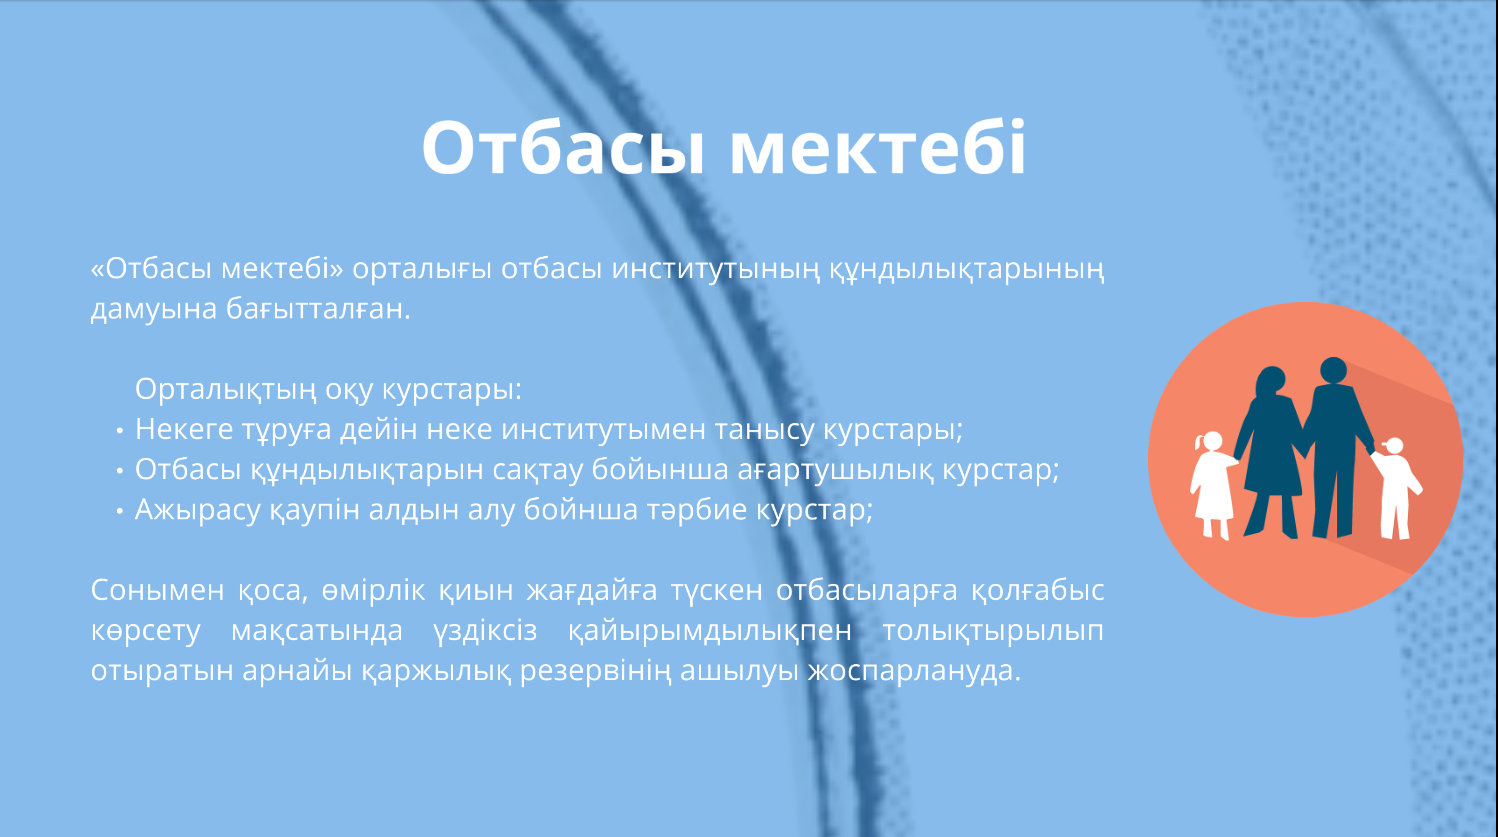 Отбасы мектебі
«Отбасы мектебі» орталығы отбасы институтының құндылықтарының
дамуына бағытталған.
Орталықтың оқу курстары:
• Некеге тұруға дейін неке институтымен танысу курстары;
• Отбасы құндылықтарын сақтау бойынша ағартушылық курстар;
• Ажырасу қаупін алдын алу бойнша тәрбие курстар;
Сонымен қоса, өмірлік қиын жағдайға түскен отбасыларға қолғабыс
көрсету мақсатында үздіксіз қайырымдылықпен толықтырылып
отыратын арнайы қаржылық резервінің ашылуы жоспарлануда.